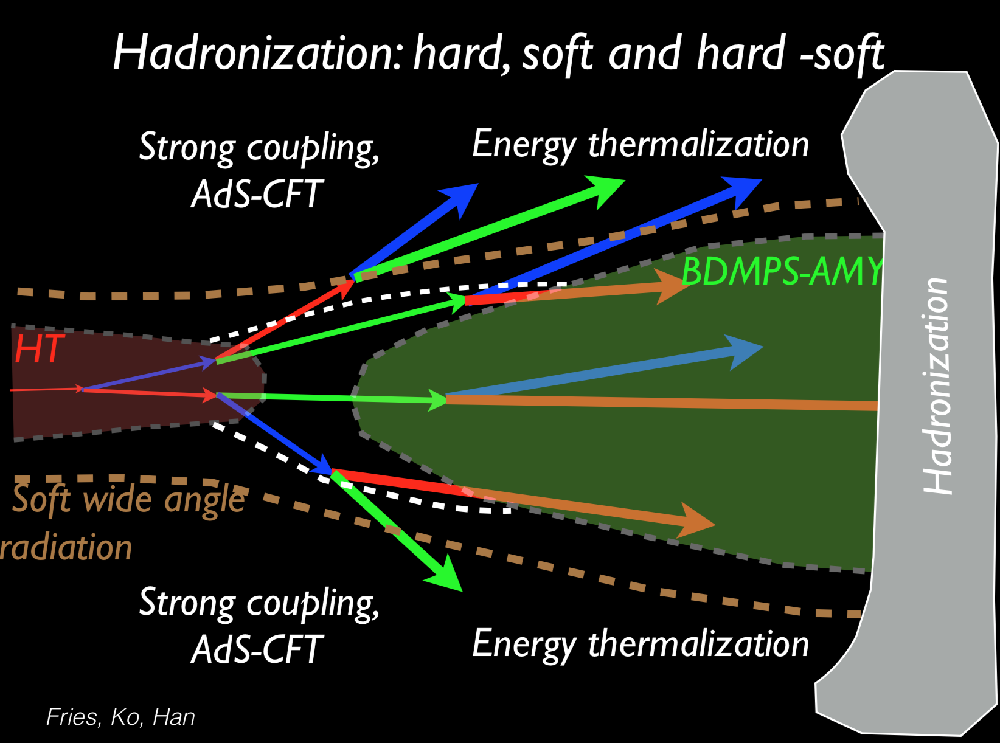 Hadronization: hard, soft and hard -soft
Strong coupling,
AdS-CFT
Energy thermalization
BDMPS-AMY
HT
Hadronization
Soft wide angle
radiation
Strong coupling,
AdS-CFT
Energy thermalization
Fries, Ko, Han